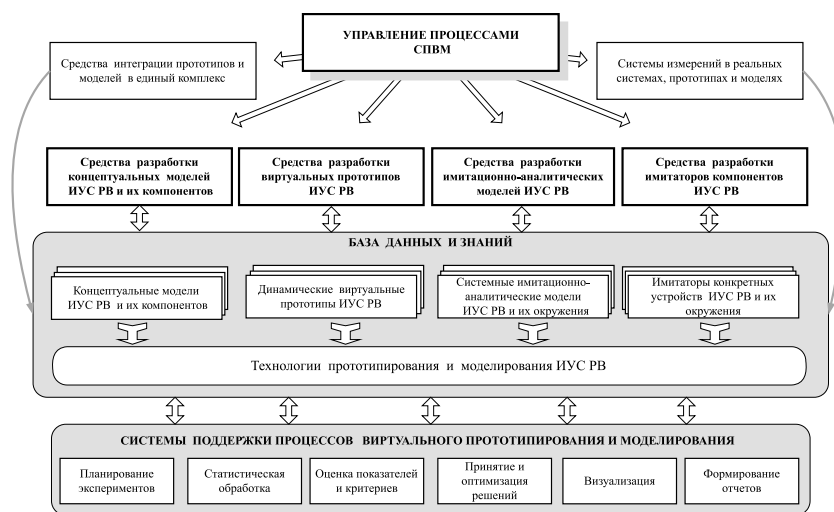 УПРАВЛЕНИЕ ПРОЦЕССАМИ
СПВМ
Средства интеграции прототипов и
моделей в единый комплекс
Системы измерений в реальных
системах, прототипах и моделях
Средства разработки
концептуальных моделей
ИУС РВ и их компонентов
Средства разработки
виртуальных прототипов
ИУС РВ
Средства разработки
имитационно-аналитических
моделей ИУС РВ
Средства разработки
имитаторов компонентов
ИУС РВ
БАЗА ДАННЫХ И ЗНАНИЙ
Концептуальные модели
ИУС РВ и их компонентов
Динамические виртуальные
прототипы ИУС РВ
Системные имитационно-
аналитические модели
ИУС РВ и их окружения
Имитаторы конкретных
устройств ИУС РВ и их
окружения
Технологии прототипирования и моделирования ИУС РВ
СИСТЕМЫ ПОДДЕРЖКИ ПРОЦЕССОВ ВИРТУАЛЬНОГО ПРОТОТИПИРОВАНИЯ И МОДЕЛИРОВАНИЯ
Планирование
экспериментов
Статистическая
обработка
Оценка показателей
и критериев
Принятие и
оптимизация
решений
Визуализация
Формирование
отчетов